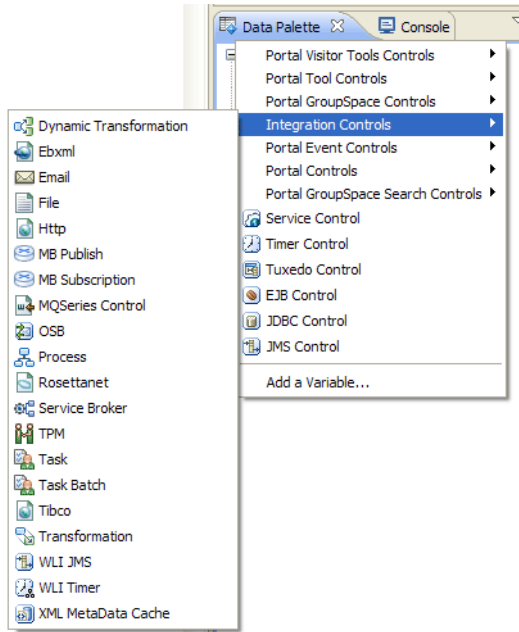 Data Palette
Console
Portal Visitor Tools Controls
Portal Tool Controls
Portal GroupSpace Controls
Integration Controls
Portal Event Controls
Portal Controls
Portal GroupSpace Search Controls
Service Control
Timer Control
Tuxedo Control
EJB Control
JDBC Control
JMS Control
Add a Variable...
Dynamic Transformation
Ebxml
Email
File
Http
MB Publish
MB Subscription
MQSeries Control
OSB
Process
Rosettanet
Service Broker
TPM
Task
Task Batch
Tibco
Transformation
WLI JMS
WLI Timer
XML MetaData Cache